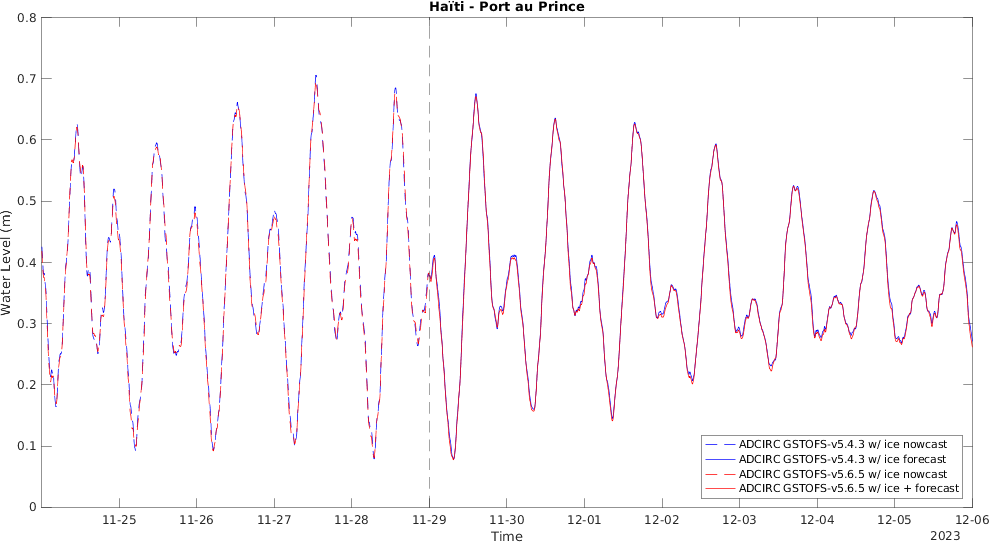 Haïti - Port au Prince
0.8
0.7
0.6
0.5
0.4
0.3
0.2
0.1
0
Water Level (m)
ADCIRC GSTOFS-v5.4.3 w/ ice nowcast
ADCIRC GSTOFS-v5.4.3 w/ ice forecast
ADCIRC GSTOFS-v5.6.5 w/ ice nowcast
ADCIRC GSTOFS-v5.6.5 w/ ice + forecast
11-25 11-26 11-27 11-28 11-29 11-30 12-01 12-02 12-03 12-04 12-05 12-06
Time
2023